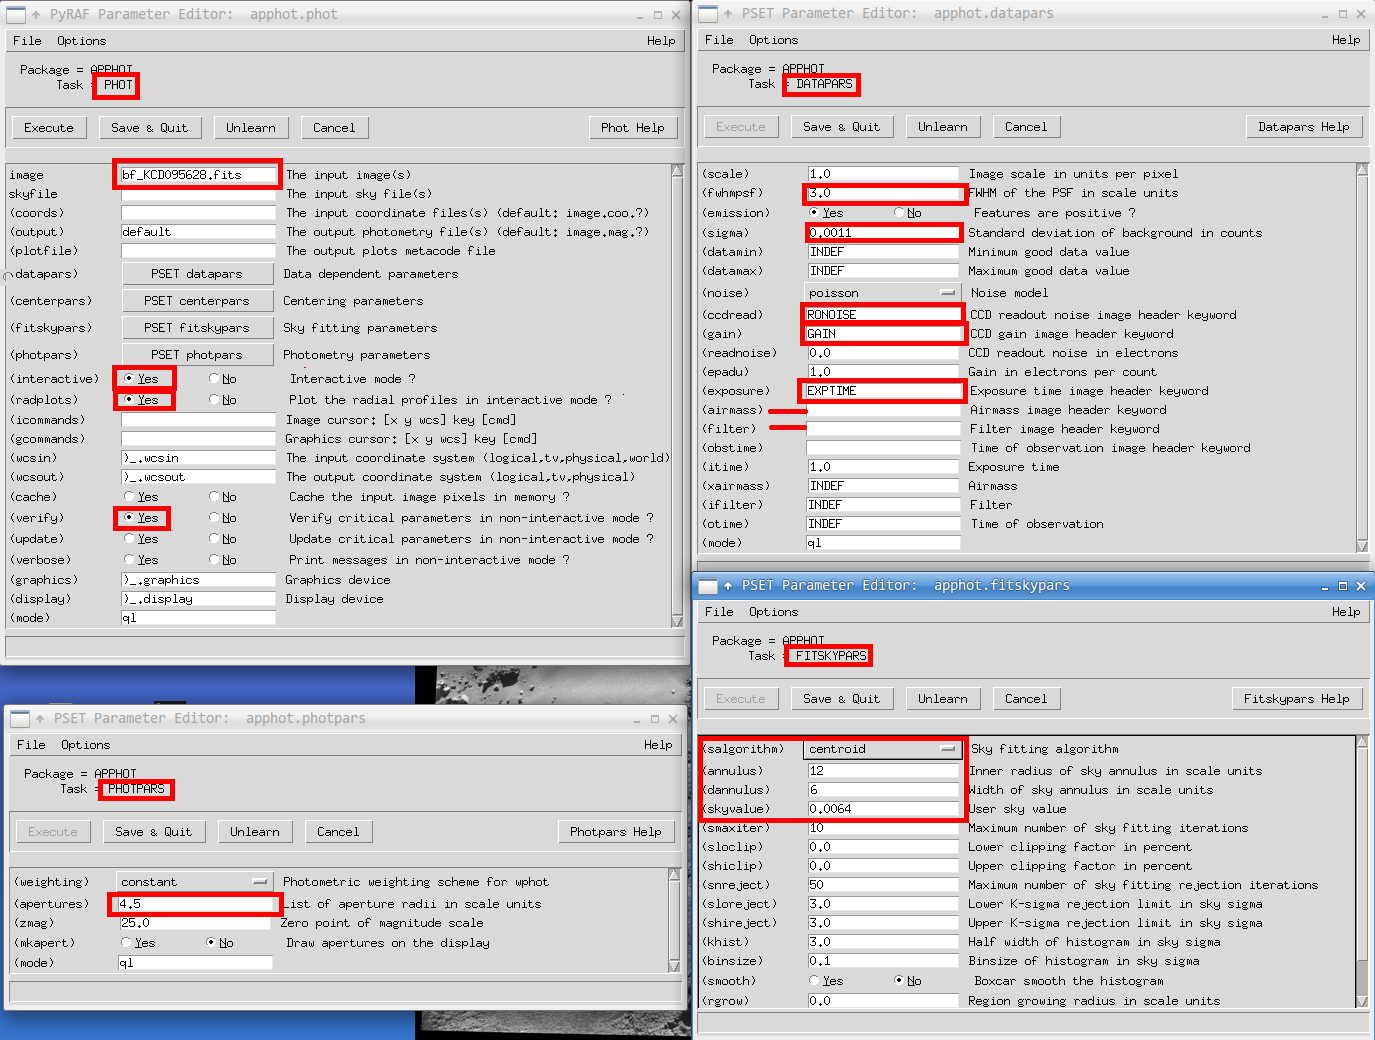 PyRAF Parameter Editor: apphot.phot
File Options Help
Package = APPHOT
Task = PHOT
Execute Save & Quit Unlearn Cancel Phot Help
image bf_KCD095628.fits The input image(s)
skyfile The input sky file(s)
(coords) The input coordinate files(s) (default: image.coo.?)
(output) default The output photometry file(s) (default: image.mag.?)
(plotfile) The output plots metacode file
datapars) PSET datapars Data dependent parameters
(centerpars) PSET centerpars Centering parameters
(fitskypars) PSET fitskypars Sky fitting parameters
(photpars) PSET photpars Photometry parameters
(interactive) Yes No Interactive mode ?
(radplots) Yes No Plot the radial profiles in interactive mode ?
(icommands) Image cursor: [x y wcs] key [cmd]
(gcommands) Graphics cursor: [x y wcs] key [cmd]
(wcsin) )_.wcsin The input coordinate system (logical,tv,physical,world)
(wcsout) )_.wcsout The output coordinate system (logical,tv,physical)
(cache) Yes No Cache the input image pixels in memory ?
(verify) Yes No Verify critical parameters in non-interactive mode ?
(update) Yes No Update critical parameters in non-interactive mode ?
(verbose) Yes No Print messages in non-interactive mode ?
(graphics) )_.graphics Graphics device
(display) )_.display Display device
(mode) ql
PSET Parameter Editor: apphot.datapars
File Options Help
Package = APPHOT
Task = DATAPARS
Execute Save & Quit Unlearn Cancel Datapars Help
(scale) 1.0 Image scale in units per pixel
(fwhmpsf) 3.0 FWHM of the PSF in scale units
(emission) Yes No Features are positive ?
(sigma) 0.0011 Standard deviation of background in counts
(datamin) INDEF Minimum good data value
(datamax) INDEF Maximum good data value
(noise) poisson Noise model
(ccdread) RONOISE CCD readout noise image header keyword
(gain) GAIN CCD gain image header keyword
(readnoise) 0.0 CCD readout noise in electrons
(epadu) 1.0 Gain in electrons per count
(exposure) EXPTIME Exposure time image header keyword
(airmass) Airmass image header keyword
(filter) Filter image header keyword
(obstime) Time of observation image header keyword
(itime) 1.0 Exposure time
(xairmass) INDEF Airmass
(ifilter) INDEF Filter
(otime) INDEF Time of observation
(mode) ql
PSET Parameter Editor: apphot.photpars
File Options Help
Package = APPHOT
Task = PHOTPARS
Execute Save & Quit Unlearn Cancel Photpars Help
(weighting) constant Photometric weighting scheme for wphot
(apertures) 4.5 List of aperture radii in scale units
(zmag) 25.0 Zero point of magnitude scale
(mkapert) Yes No Draw apertures on the display
(mode) ql
PSET Parameter Editor: apphot.fitskypars
File Options Help
Package = APPHOT
Task = FITSKYPARS
Execute Save & Quit Unlearn Cancel Fitskypars Help
(salgorithm) centroid Sky fitting algorithm
(annulus) 12 Inner radius of sky annulus in scale units
(dannulus) 6 Width of sky annulus in scale units
(skyvalue) 0.0064 User sky value
(smaxiter) 10 Maximum number of sky fitting iterations
(sloclip) 0.0 Lower clipping factor in percent
(shiclip) 0.0 Upper clipping factor in percent
(snreject) 50 Maximum number of sky fitting rejection iterations
(sloreject) 3.0 Lower K-sigma rejection limit in sky sigma
(shireject) 3.0 Upper K-sigma rejection limit in sky sigma
(khist) 3.0 Half width of histogram in sky sigma
(binsize) 0.1 Binsize of histogram in sky sigma
(smooth) Yes No Boxcar smooth the histogram
(rgrow) 0.0 Region growing radius in scale units